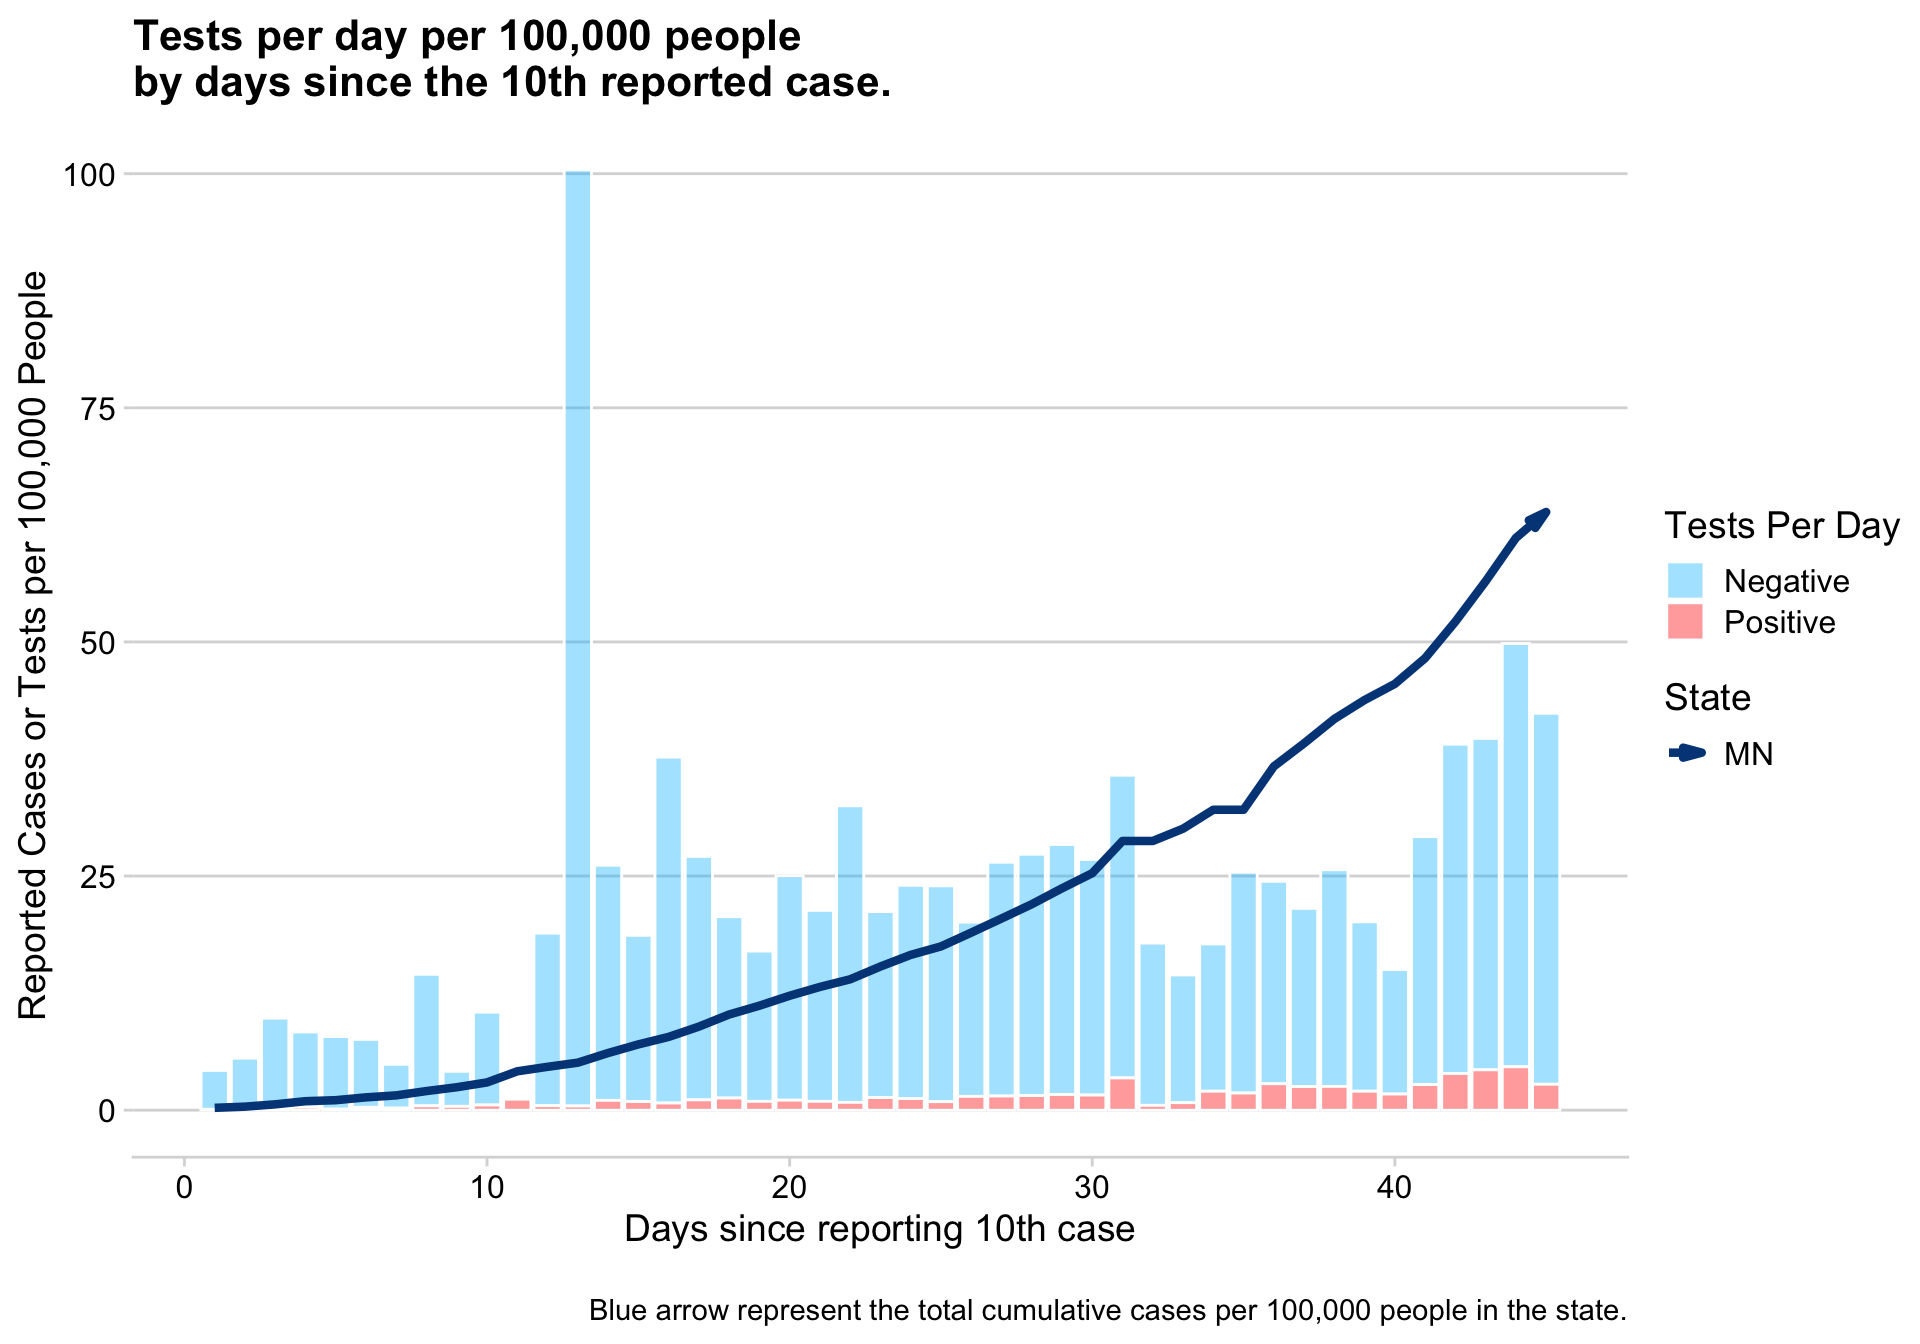 Tests per day per 100,000 people
by days since the 10th reported case.
Reported Cases or Tests per 100,000 People
100
75
50
25
0
0
10
20
30
40
Days since reporting 10th case
Tests Per Day
Negative
Positive
State
MN
Blue arrow represent the total cumulative cases per 100,000 people in the state.